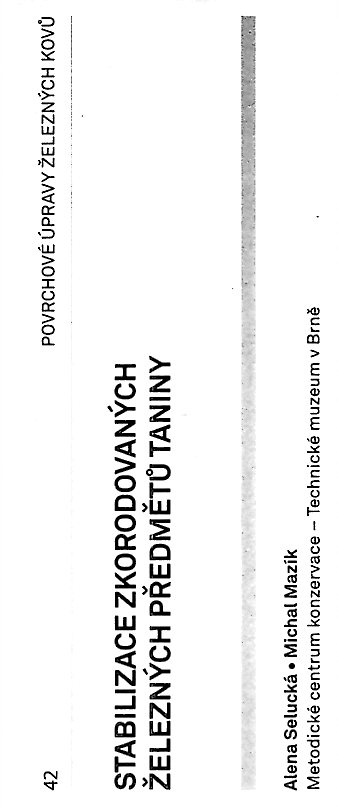 42
POVRCHOVÉ ÚPRAVY ŽELEZNÝCH KOVŮ
STABILIZACE ZKORODOVANÝCH
ŽELEZNÝCH PŘEDMĚTŮ TANINY
Alena Selucká • Michal Mazík
Metodické centrum konzervace – Technické muzeum v Brně